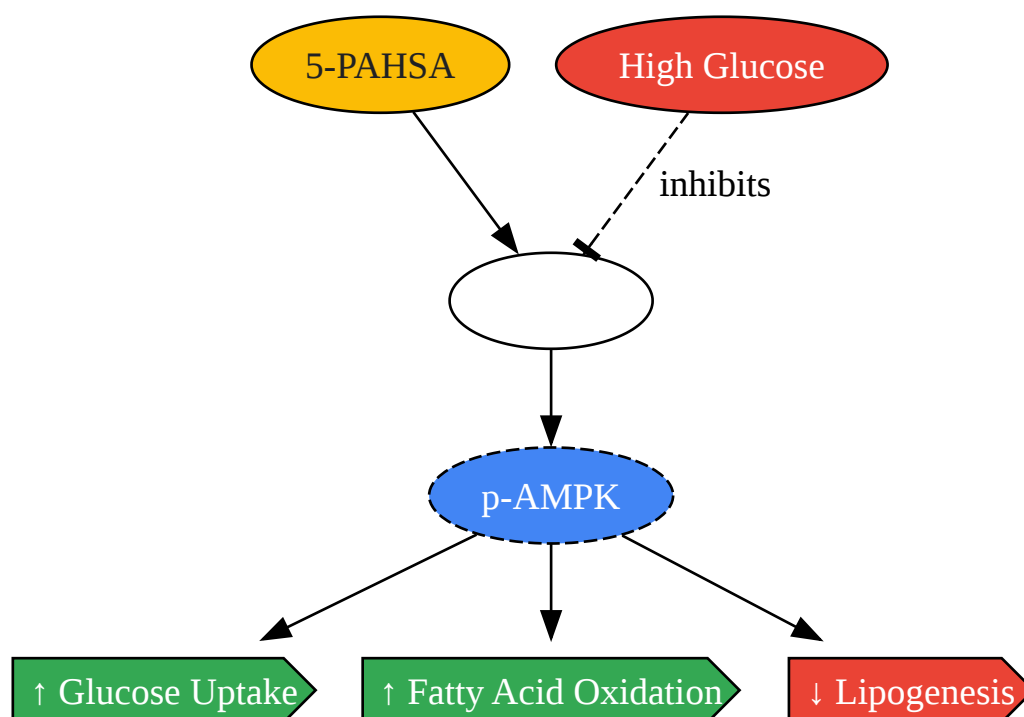 5-PAHSA
High Glucose
inhibits
p-AMPK
↑ Glucose Uptake
↑ Fatty Acid Oxidation
↓ Lipogenesis